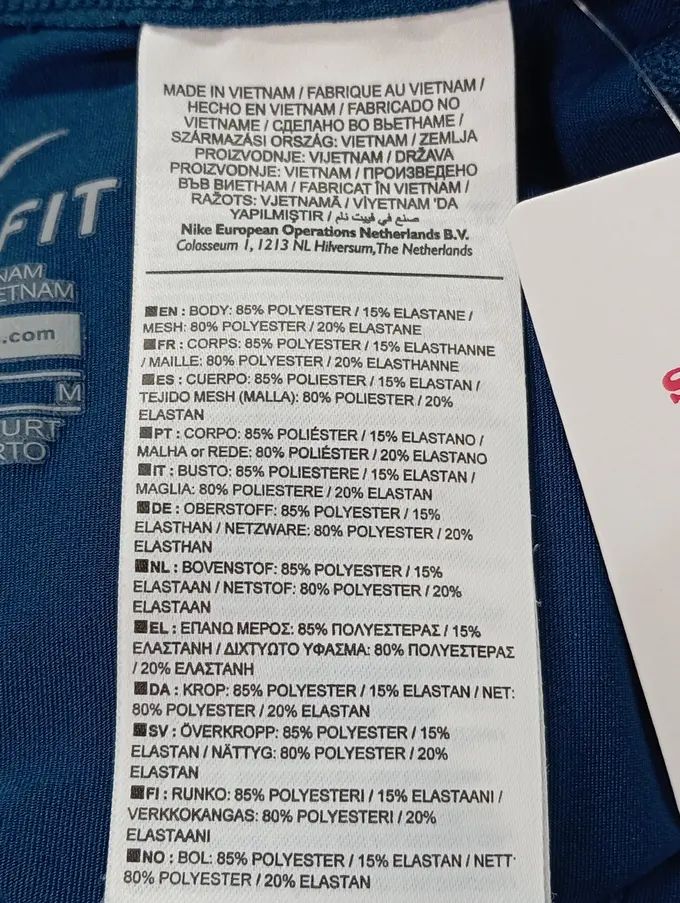 MADE IN VIETNAM / FABRIQUE AU VIETNAM /
HECHO EN VIETNAM / FABRICADO NO
VIETNAME / СДЕЛАНО ВО ВЬЕТНАМЕ /
SZÁRMAZÁSI ORSZÁG: VIETNAM / ZEMLJA
PROIZVODNJE: VIJETNAM / DRŽAVA
PROIZVODNJE: VIETNAM / ПРОИЗВЕДЕНО
ВЪВ ВИЕТНАМ / FABRICAT ÎN VIETNAM /
RAŽOTS: VJETNAMĀ / VİYETNAM 'DA
YAPILMIŞTIR / صنع في فييت نام
Nike European Operations Netherlands B.V.
Colosseum 1, 1213 NL Hilversum, The Netherlands
EN : BODY: 85% POLYESTER / 15% ELASTANE /
MESH: 80% POLYESTER / 20% ELASTANE
FR : CORPS: 85% POLYESTER / 15% ELASTHANNE
/ MAILLE: 80% POLYESTER / 20% ELASTHANNE
ES : CUERPO: 85% POLIESTER / 15% ELASTAN /
TEJIDO MESH (MALLA): 80% POLIESTER / 20%
ELASTAN
PT : CORPO: 85% POLIÉSTER / 15% ELASTANO /
MALHA or REDE: 80% POLIÉSTER / 20% ELASTANO
IT : BUSTO: 85% POLIESTERE / 15% ELASTAN /
MAGLIA: 80% POLIESTERE / 20% ELASTAN
DE : OBERSTOFF: 85% POLYESTER / 15%
ELASTHAN / NETZWARE: 80% POLYESTER / 20%
ELASTHAN
NL : BOVENSTOF: 85% POLYESTER / 15%
ELASTAAN / NETSTOF: 80% POLYESTER / 20%
ELASTAAN
EL : ΕΠΑΝΩ ΜΕΡΟΣ: 85% ΠΟΛΥΕΣΤΕΡΑΣ / 15%
ΕΛΑΣΤΑΝΗ / ΔΙΧΤΥΩΤΟ ΥΦΑΣΜΑ: 80% ΠΟΛΥΕΣΤΕΡΑΣ
/ 20% ΕΛΑΣΤΑΝΗ
DA : KROP: 85% POLYESTER / 15% ELASTAN / NET:
80% POLYESTER / 20% ELASTAN
SV : ÖVERKROPP: 85% POLYESTER / 15%
ELASTAN / NÄTTYG: 80% POLYESTER / 20%
ELASTAN
FI : RUNKO: 85% POLYESTERI / 15% ELASTAANI /
VERKKOKANGAS: 80% POLYESTERI / 20%
ELASTAANI
NO : BOL: 85% POLYESTER / 15% ELASTAN / NETT:
80% POLYESTER / 20% ELASTAN
FIT
NAM
ETNAM
.com
M
OURT
RTO